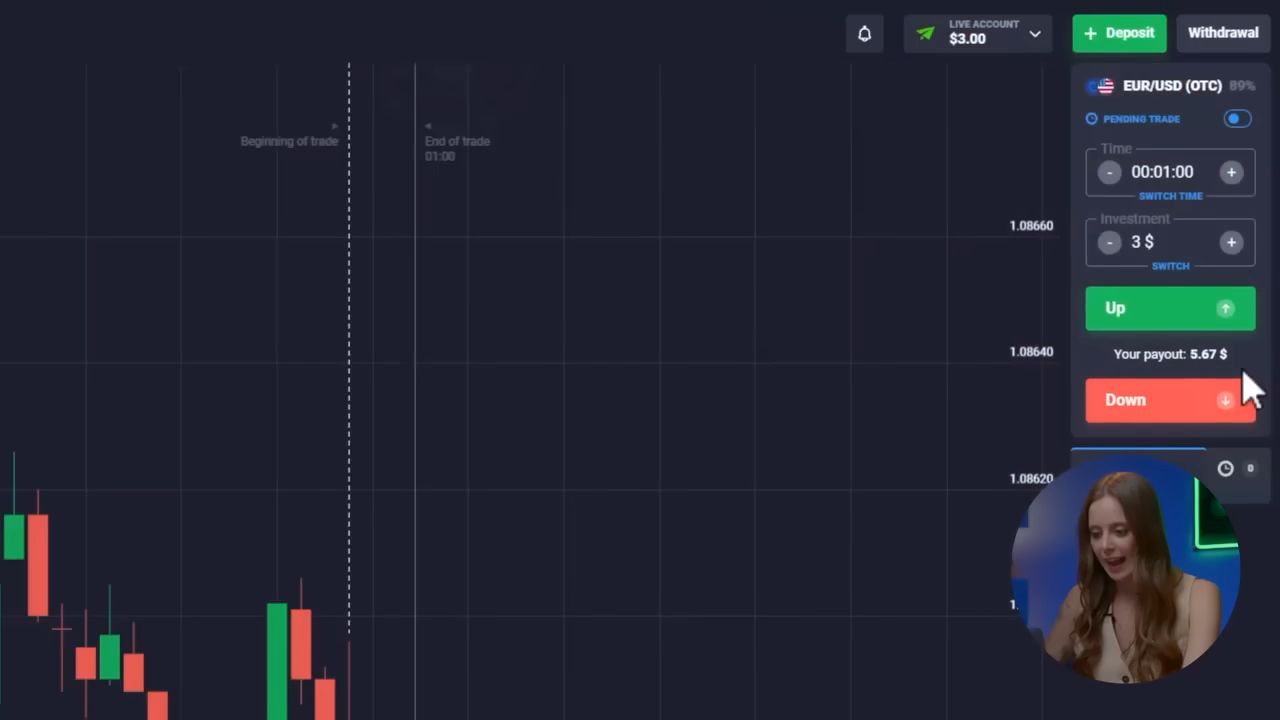 LIVE ACCOUNT
$3.00
+ Deposit
Withdrawal
EUR/USD (OTC) 89%
PENDING TRADE
Beginning of trade
End of trade
01:00
Time
- 00:01:00 +
SWITCH TIME
Investment
- 3 $ +
SWITCH
1.08660
Up
1.08640
Your payout: 5.67 $
Down
1.08620
0
1.